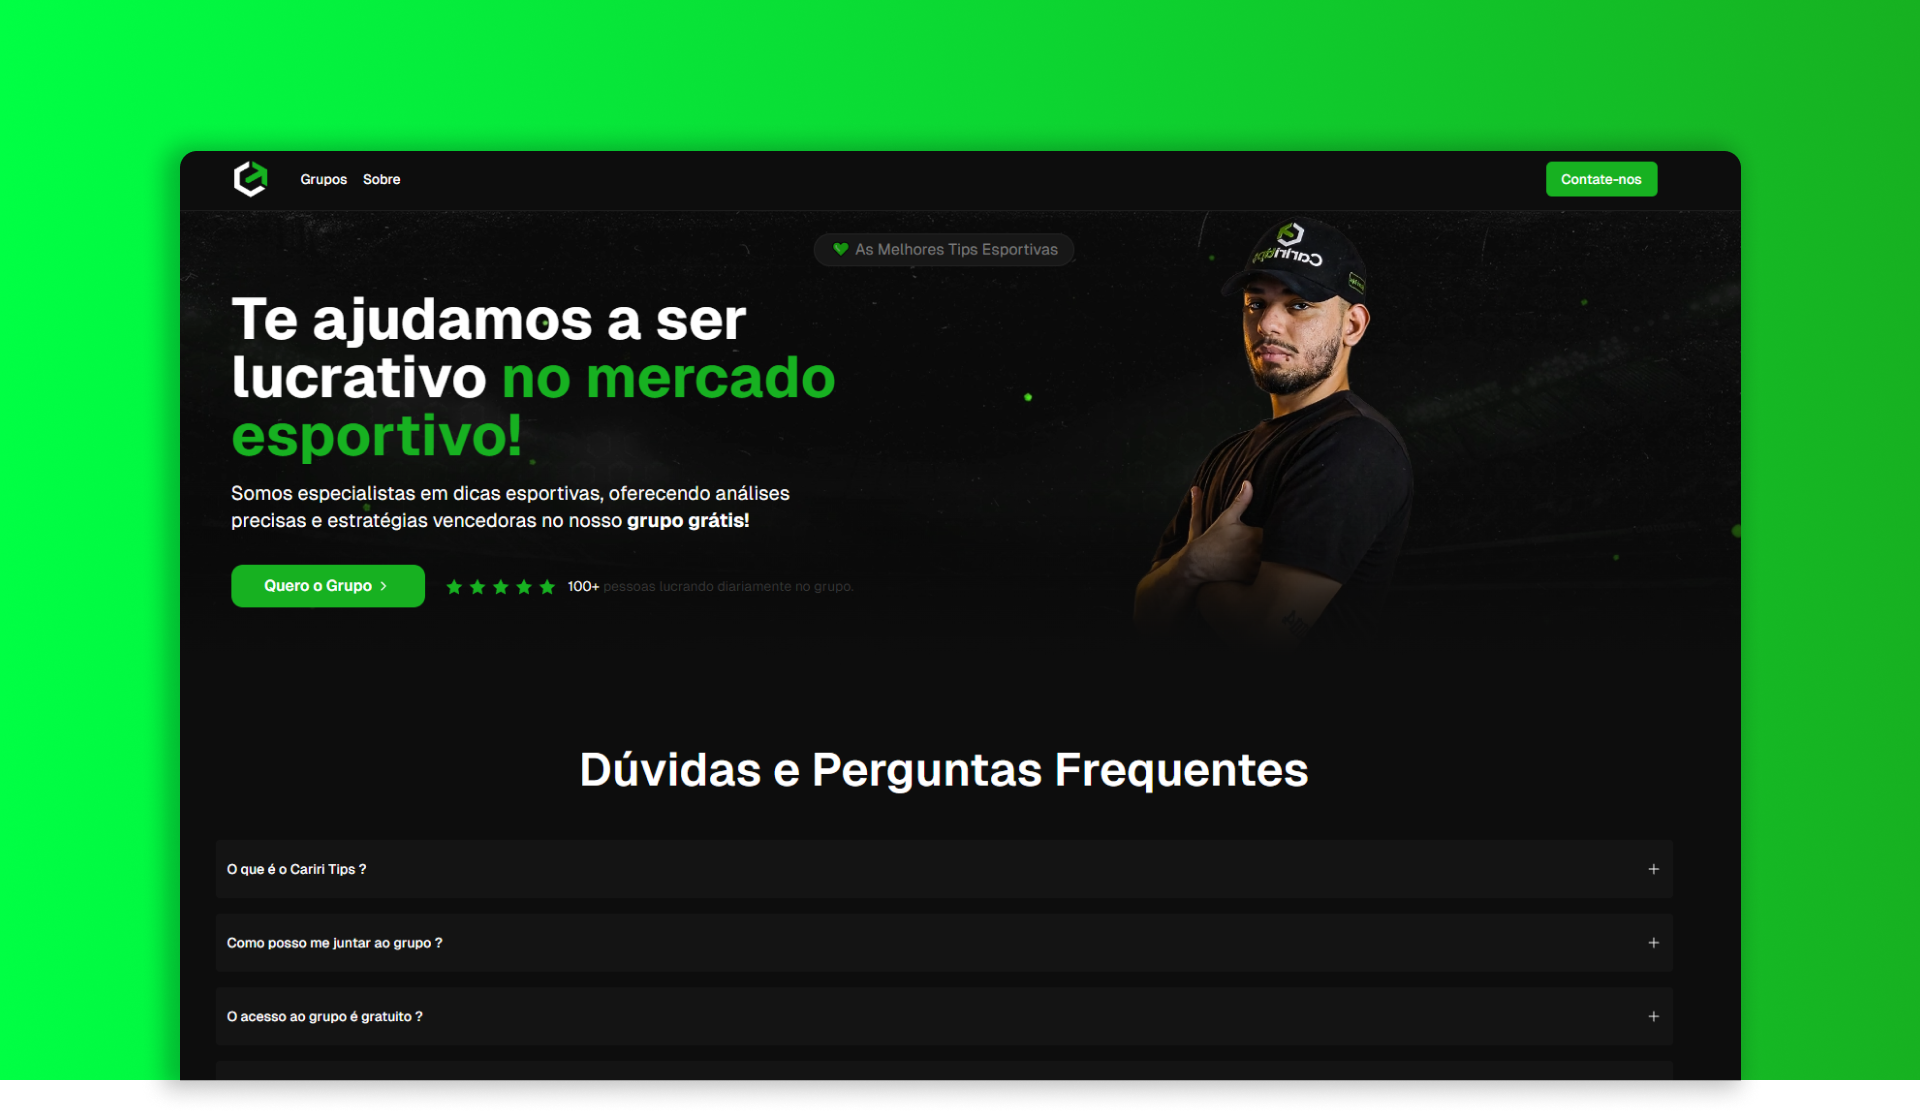 Grupos Sobre
Contate-nos
As Melhores Tips Esportivas
Cariritips
Te ajudamos a ser
lucrativo no mercado
esportivo!
Somos especialistas em dicas esportivas, oferecendo análises
precisas e estratégias vencedoras no nosso grupo grátis!
Quero o Grupo
100+ pessoas lucrando diariamente no grupo.
Dúvidas e Perguntas Frequentes
O que é o Cariri Tips ?
Como posso me juntar ao grupo ?
O acesso ao grupo é gratuito ?